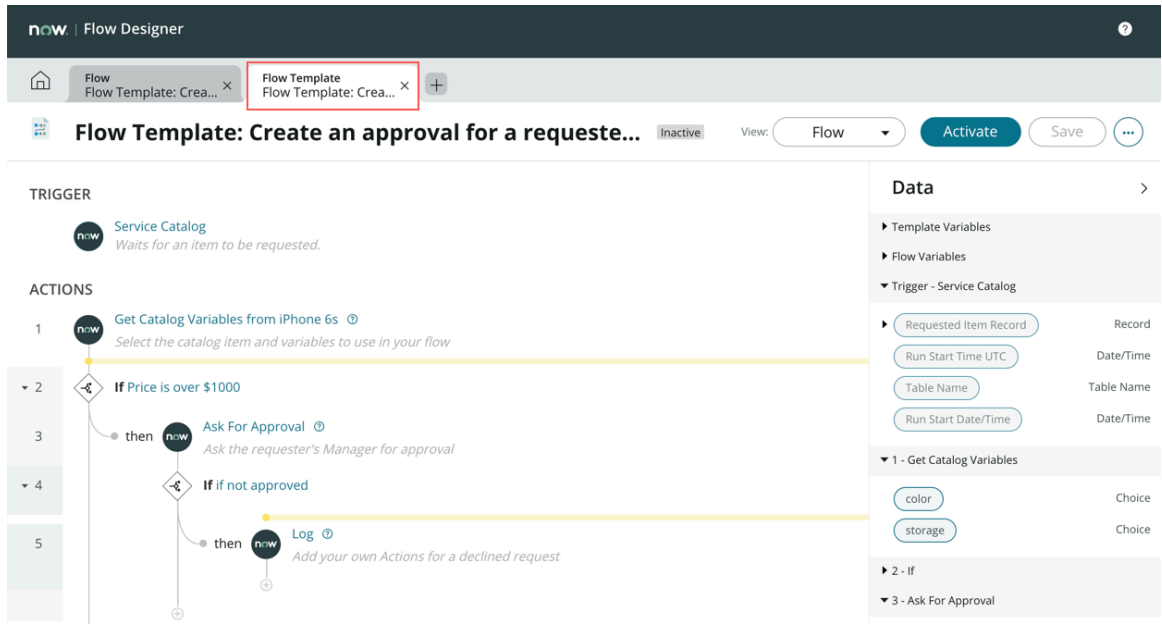 now. | Flow Designer
Flow
Flow Template: Crea...
Flow Template
Flow Template: Crea...
Flow Template: Create an approval for a requeste...
Inactive
View:
Flow
Activate
Save
TRIGGER
now
Service Catalog
Waits for an item to be requested.
ACTIONS
1
now
Get Catalog Variables from iPhone 6s
Select the catalog item and variables to use in your flow
2
If Price is over $1000
3
then
now
Ask For Approval
Ask the requester's Manager for approval
4
If if not approved
5
then
now
Log
Add your own Actions for a declined request
Data
Template Variables
Flow Variables
Trigger - Service Catalog
Requested Item Record Record
Run Start Time UTC Date/Time
Table Name Table Name
Run Start Date/Time Date/Time
1 - Get Catalog Variables
color Choice
storage Choice
2 - If
3 - Ask For Approval